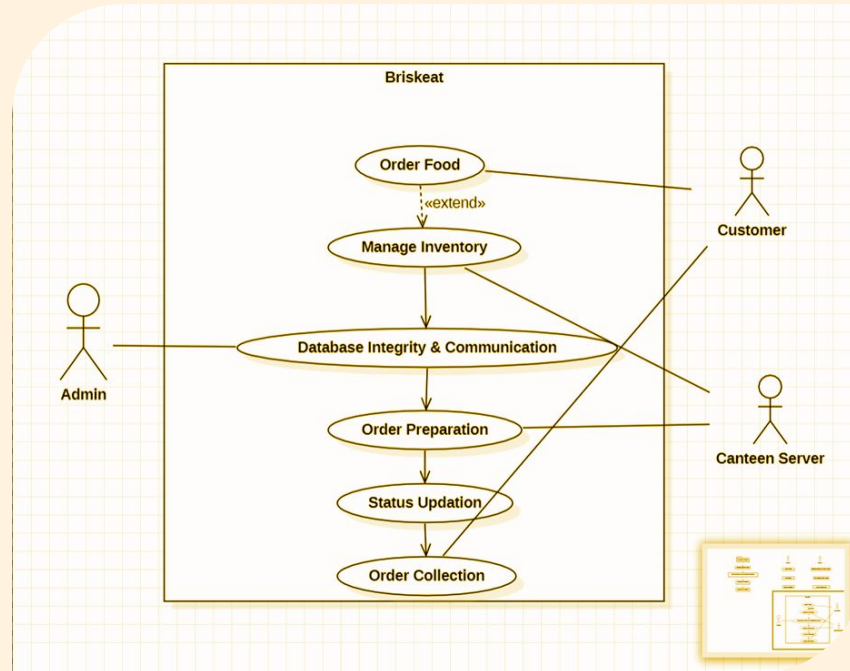 Briskeat
Order Food
«extend»
Customer
Manage Inventory
Database Integrity & Communication
Admin
Order Preparation
Canteen Server
Status Updation
Order Collection